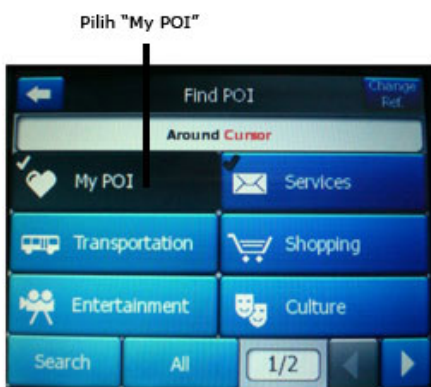 Pilih “My POI”
Find POI
Change Ref.
Around Cursor
My POI
Services
Transportation
Shopping
Entertainment
Culture
Search
All
1/2